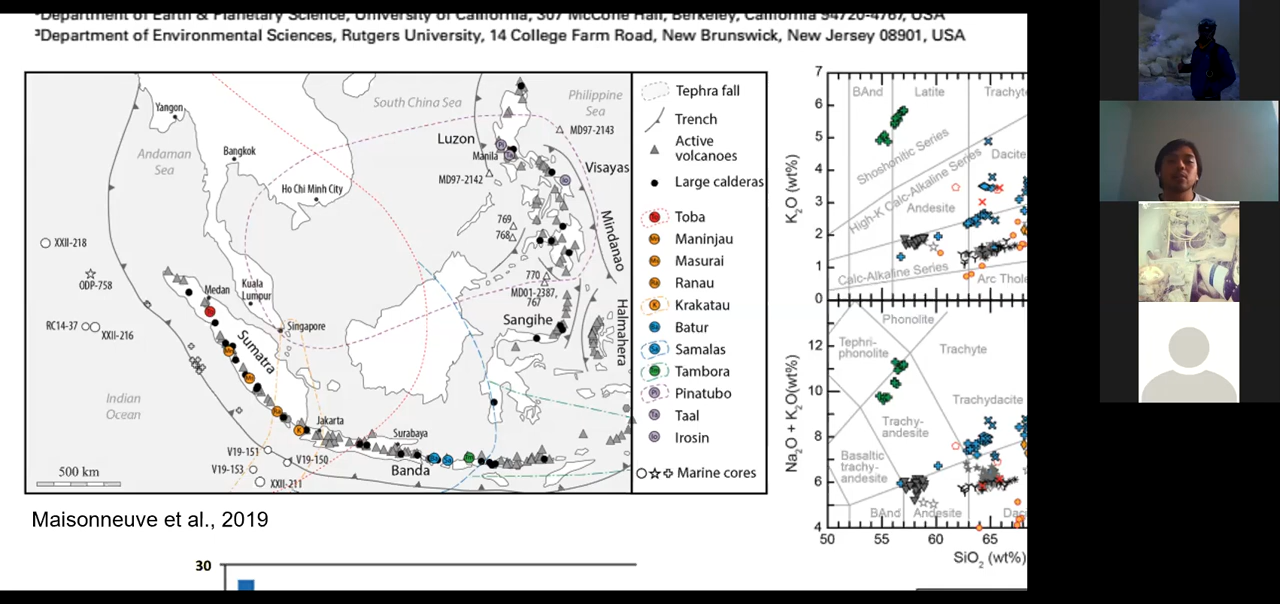 ²Department of Earth & Planetary Science, University of California, 307 McCone Hall, Berkeley, California 94720-4767, USA
³Department of Environmental Sciences, Rutgers University, 14 College Farm Road, New Brunswick, New Jersey 08901, USA
Yangon
Andaman
Sea
Bangkok
Ho Chi Minh City
South China Sea
Philippine
Sea
Luzon
Manila
MD97-2143
MD97-2142
Visayas
Mindanao
769
768
770
MD01-2387,
767
Sangihe
Halmahera
XXII-218
ODP-758
RC14-37
XXII-216
Medan
Kuala
Lumpur
Singapore
Sumatra
Indian
Ocean
Jakarta
Surabaya
Banda
V19-151
V19-150
V19-153
XXII-211
500 km
Tephra fall
Trench
Active
volcanoes
Large calderas
Toba
Maninjau
Masurai
Ranau
Krakatau
Batur
Samalas
Tambora
Pinatubo
Taal
Irosin
Marine cores
Maisonneuve et al., 2019
30
7
6
5
4
3
2
1
0
K₂O (wt%)
BAnd
Latite
Trachyte
Shoshonitic Series
High-K Calc-Alkaline Series
Dacite
Andesite
Calc-Alkaline Series
Arc Thole
12
10
8
6
4
Na₂O + K₂O(wt%)
Phonolite
Tephri-
phonolite
Trachyte
Trachydacite
Trachy-
andesite
Basaltic
trachy-
andesite
BAnd
Andesite
Dac
50
55
60
65
SiO₂ (wt%)